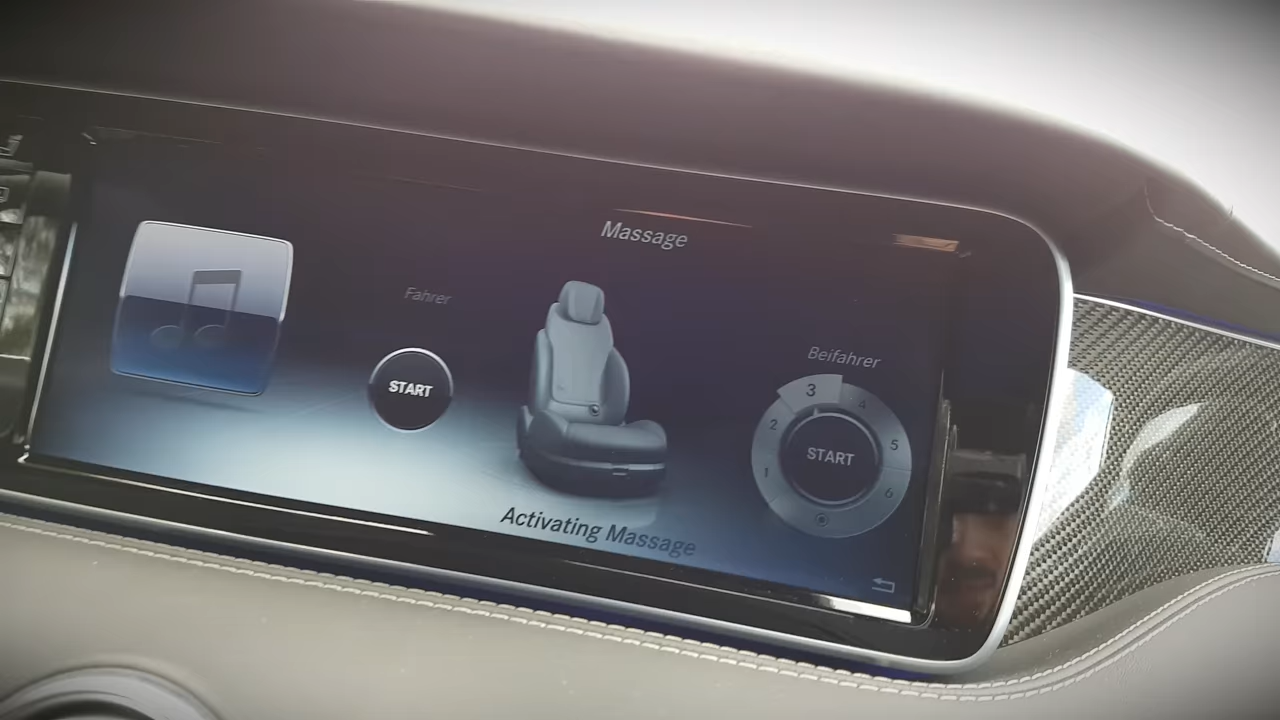 Massage
Fahrer
START
Beifahrer
3
4
2
5
START
1
6
Activating Massage